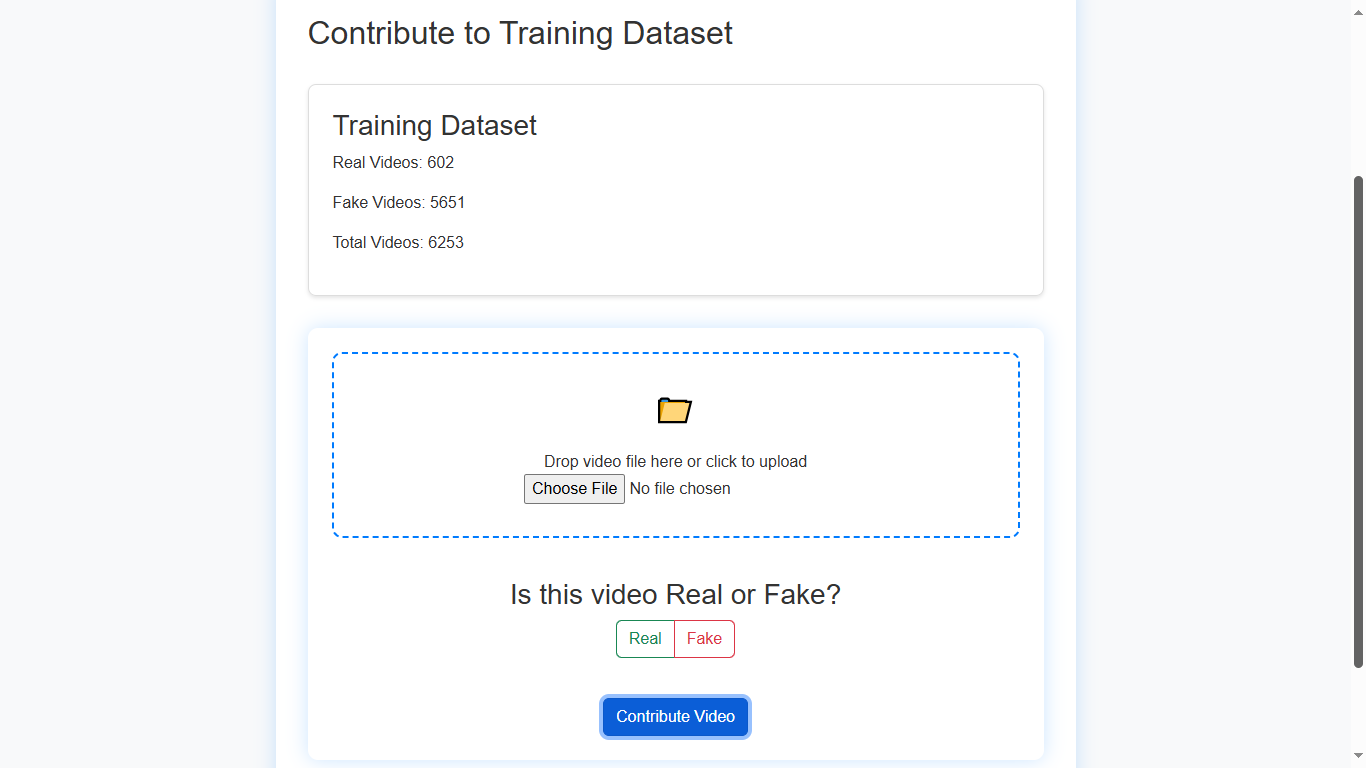 Contribute to Training Dataset
Training Dataset
Real Videos: 602
Fake Videos: 5651
Total Videos: 6253
Drop video file here or click to upload
Choose File No file chosen
Is this video Real or Fake?
Real Fake
Contribute Video